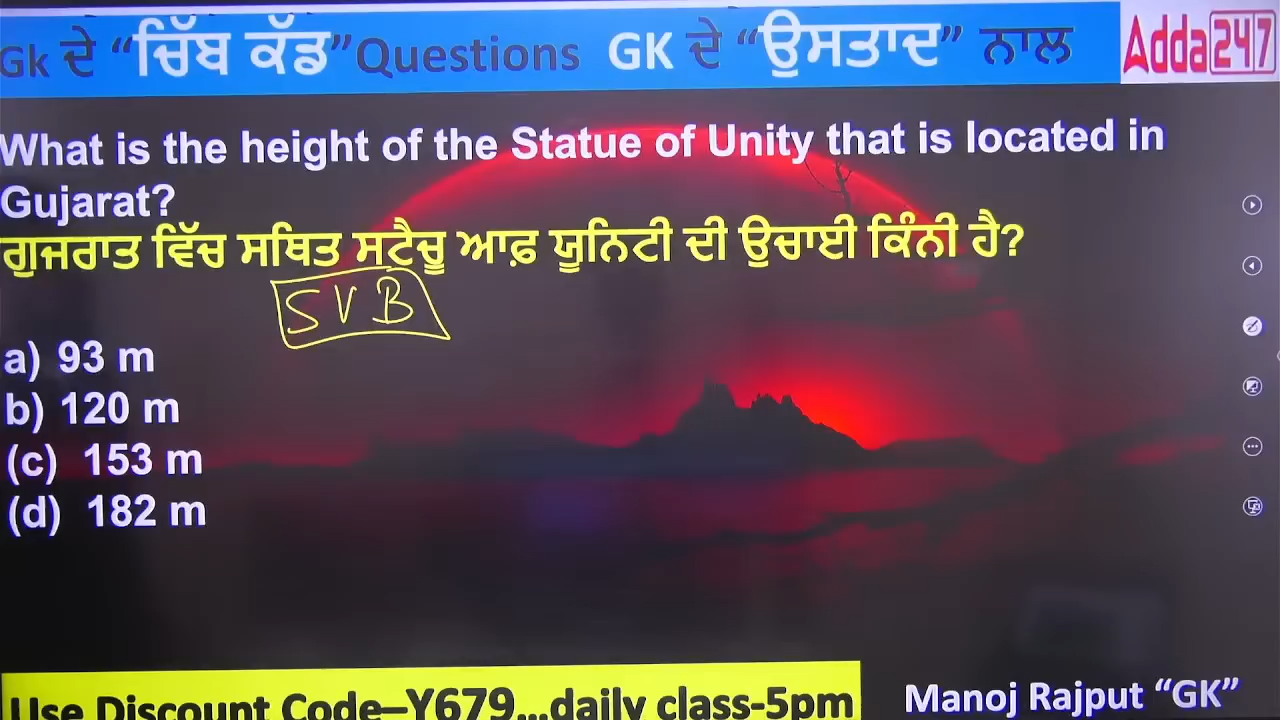 Gk ਦੇ “ਚਿੱਬ ਕੱਡ”Questions GK ਦੇ “ਉਸਤਾਦ” ਨਾਲ
Adda247
What is the height of the Statue of Unity that is located in
Gujarat?
ਗੁਜਰਾਤ ਵਿੱਚ ਸਥਿਤ ਸਟੈਚੂ ਆਫ਼ ਯੂਨਿਟੀ ਦੀ ਉਚਾਈ ਕਿੰਨੀ ਹੈ?
SVB
a) 93 m
b) 120 m
(c) 153 m
(d) 182 m
Use Discount Code–Y679...daily class-5pm
Manoj Rajput “GK”